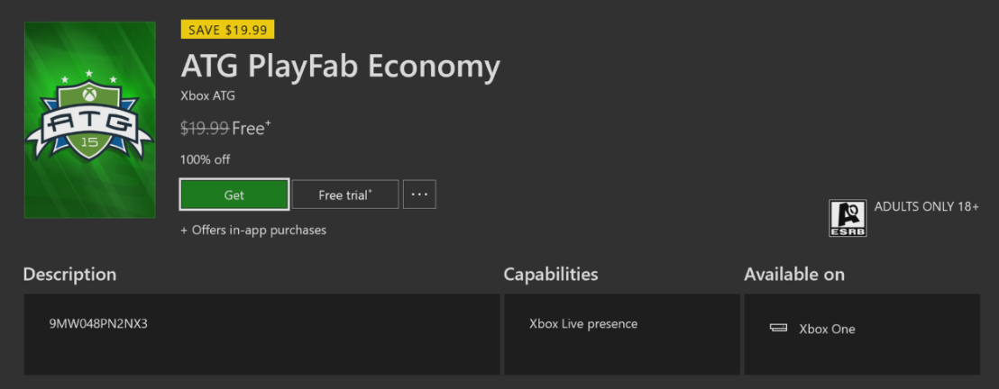 SAVE $19.99
ATG PlayFab Economy
Xbox ATG
$19.99 Free+
100% off
Get
Free trial+
...
+ Offers in-app purchases
ATG
15
ESRB
ADULTS ONLY 18+
Description
Capabilities
Available on
9MW048PN2NX3
Xbox Live presence
Xbox One